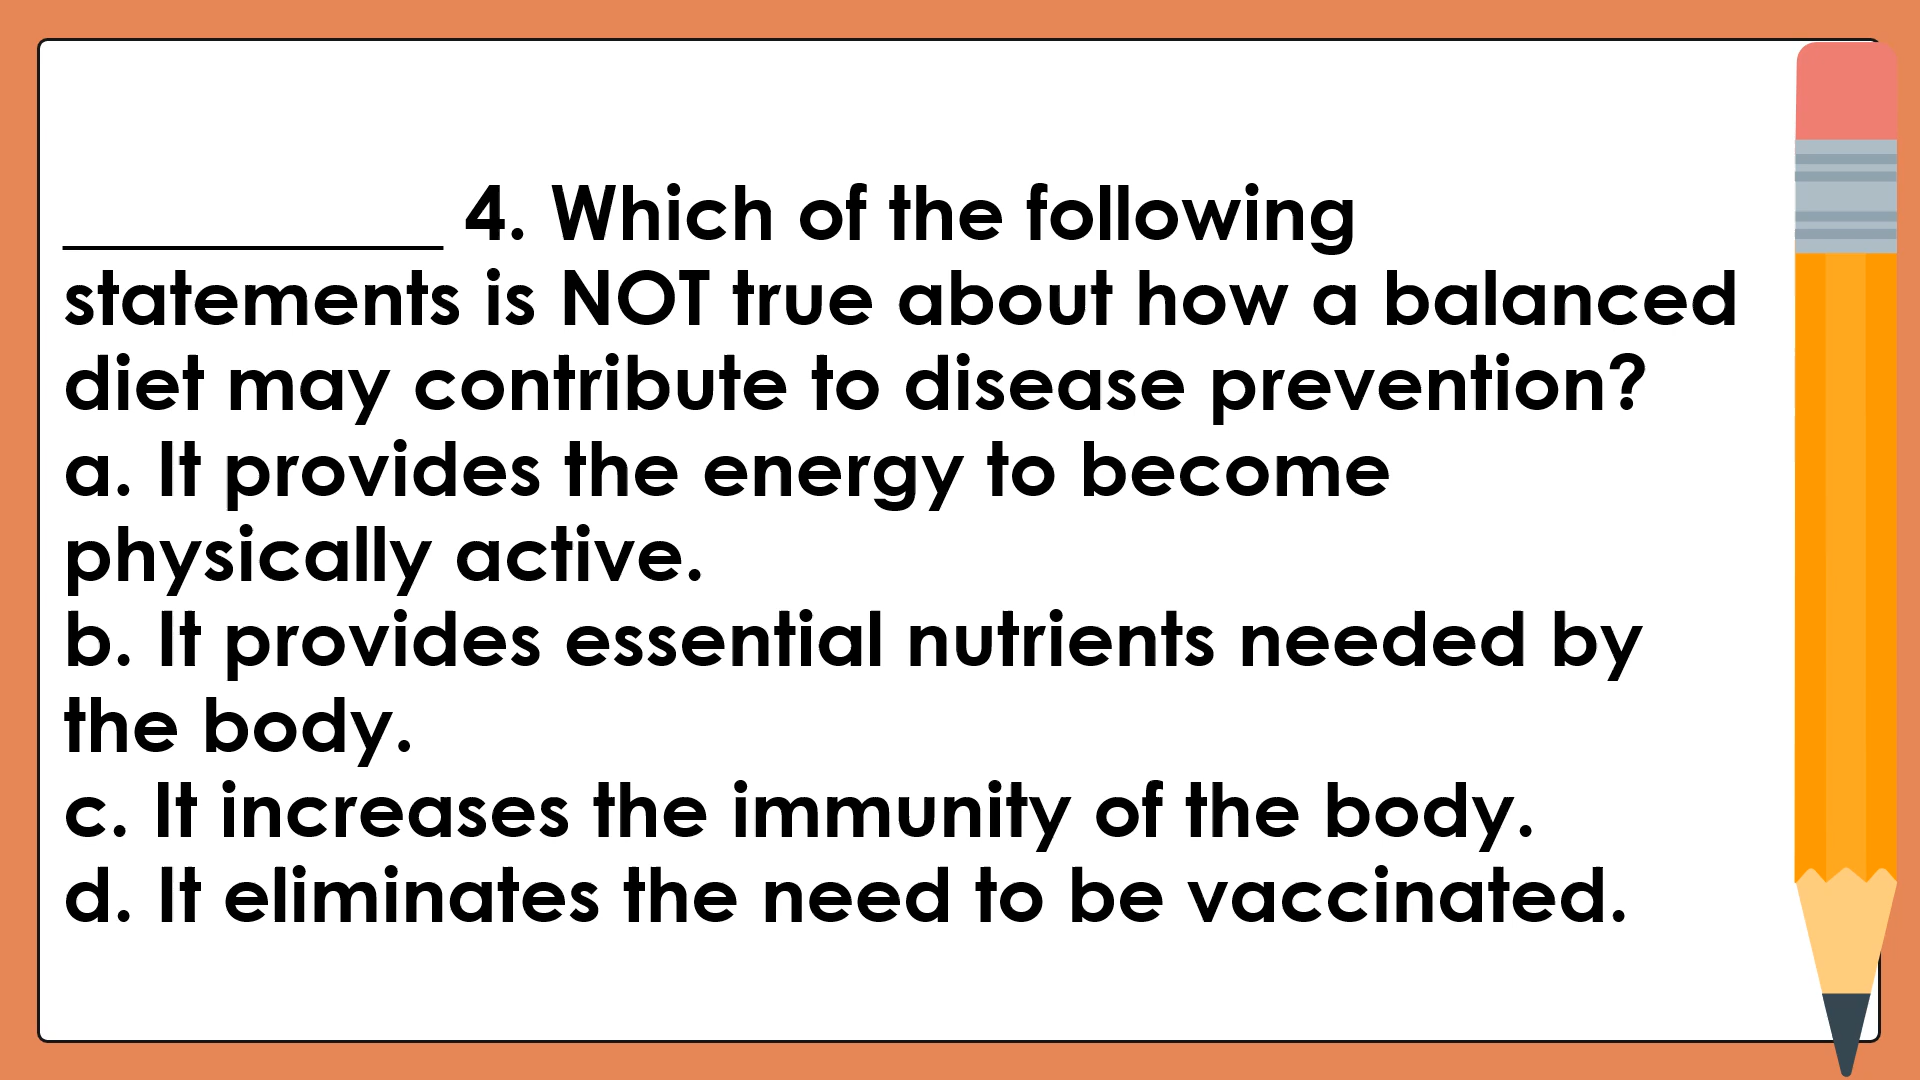 __________ 4. Which of the following
statements is NOT true about how a balanced
diet may contribute to disease prevention?
a. It provides the energy to become
physically active.
b. It provides essential nutrients needed by
the body.
c. It increases the immunity of the body.
d. It eliminates the need to be vaccinated.